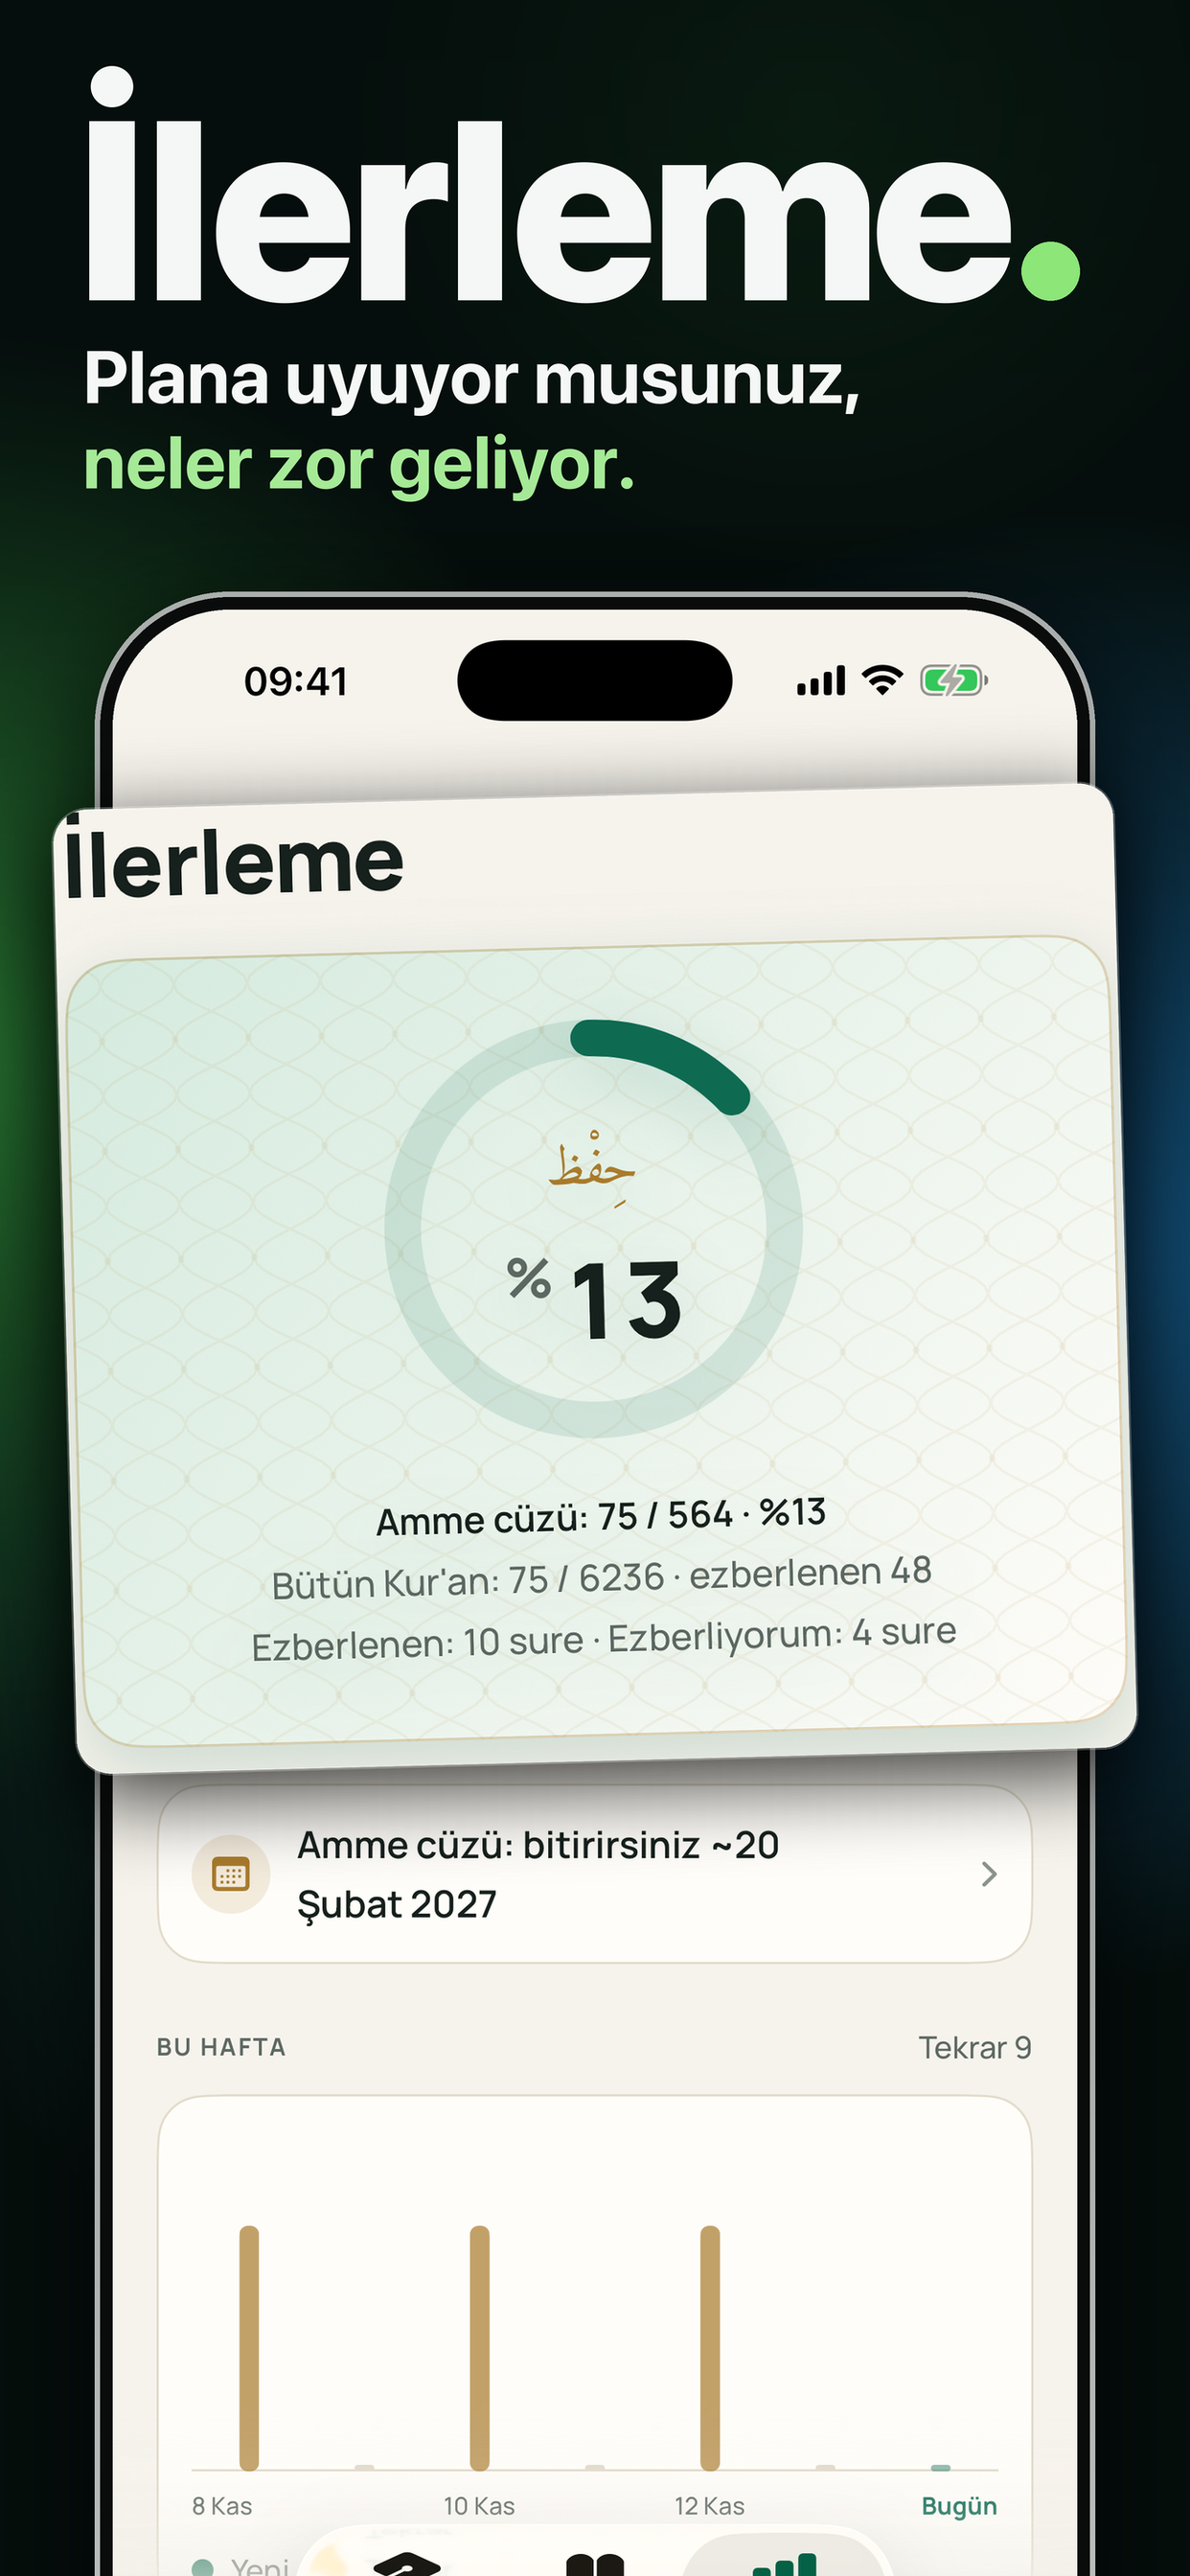 İlerleme.
Plana uyuyor musunuz,
neler zor geliyor.
09:41
İlerleme
حِفْظ
% 13
Amme cüzü: 75 / 564 · %13
Bütün Kur'an: 75 / 6236 · ezberlenen 48
Ezberlenen: 10 sure · Ezberliyorum: 4 sure
Amme cüzü: bitirirsiniz ~20
Şubat 2027
BU HAFTA
Tekrar 9
8 Kas
10 Kas
12 Kas
Bugün
Yeni